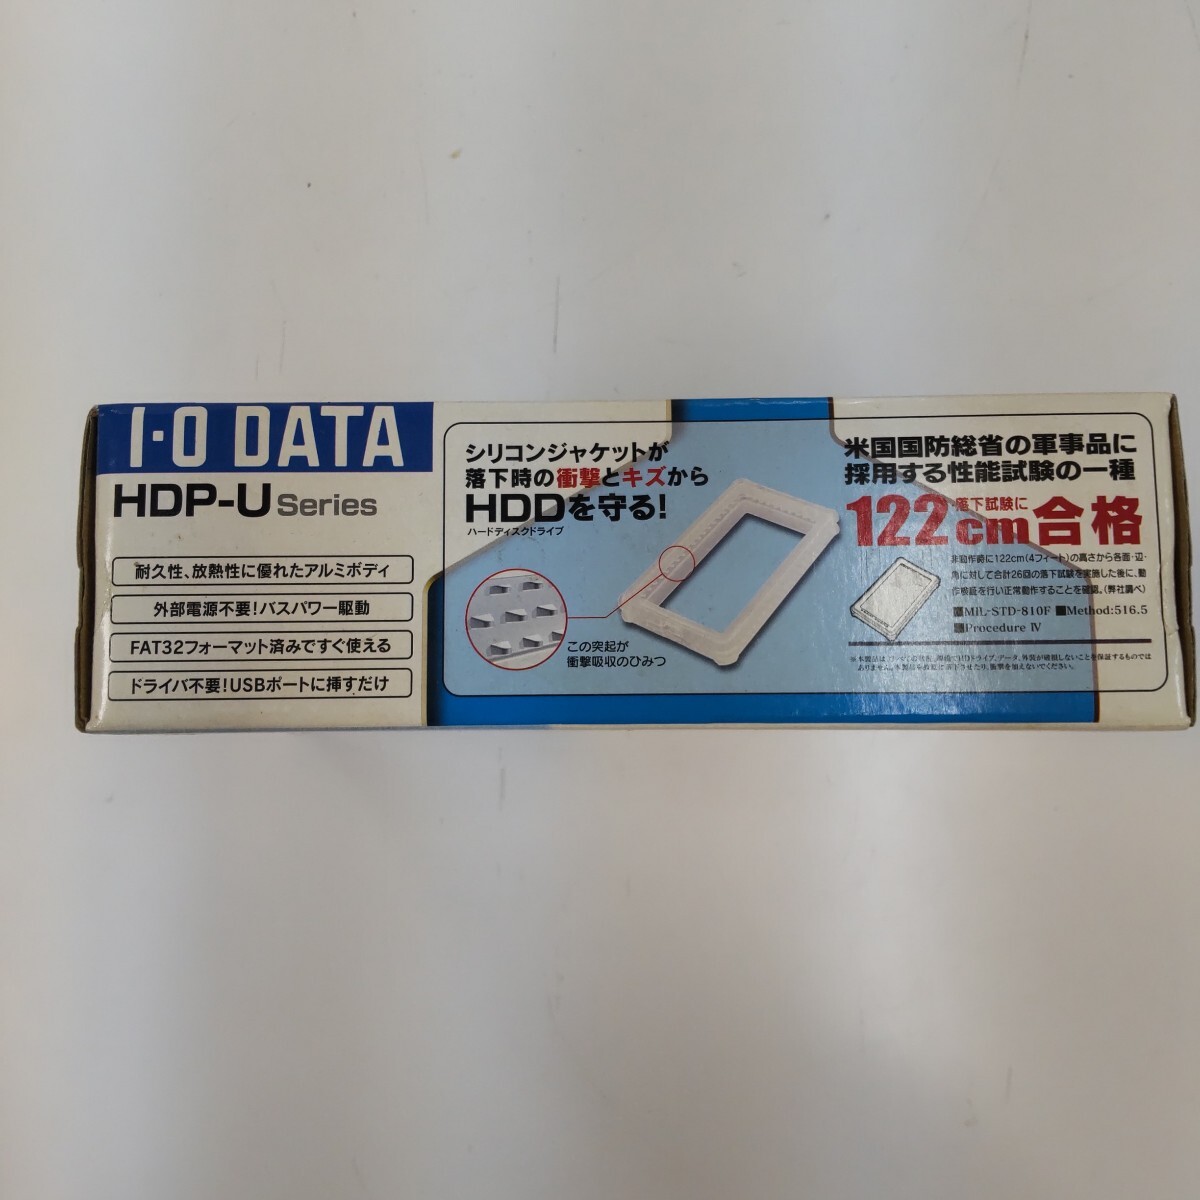 I・O DATA
HDP-U Series
耐久性、放熱性に優れたアルミボディ
外部電源不要!バスパワー駆動
FAT32フォーマット済みですぐ使える
ドライバ不要!USBポートに挿すだけ
シリコンジャケットが
落下時の衝撃とキズから
HDDを守る!
ハードディスクドライブ
この突起が
衝撃吸収のひみつ
米国国防総省の軍事品に
採用する性能試験の一種
落下試験に
122cm合格
非動作時に122cm(4フィート)の高さから各面・辺・
角に対して合計26回の落下試験を実施した後に、動
作検証を行い正常動作することを確認。(弊社調べ)
■MIL-STD-810F ■Method:516.5
■Procedure Ⅳ